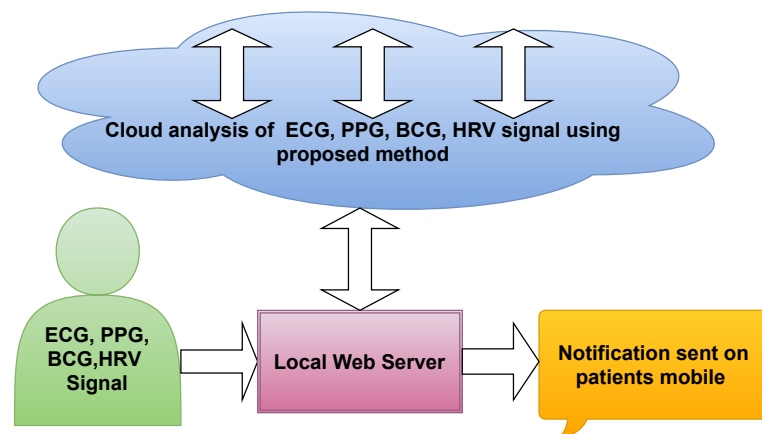 Cloud analysis of  ECG, PPG, BCG, HRV signal using
proposed method
ECG, PPG,
BCG,HRV
Signal
Local Web Server
Notification sent on
patients mobile